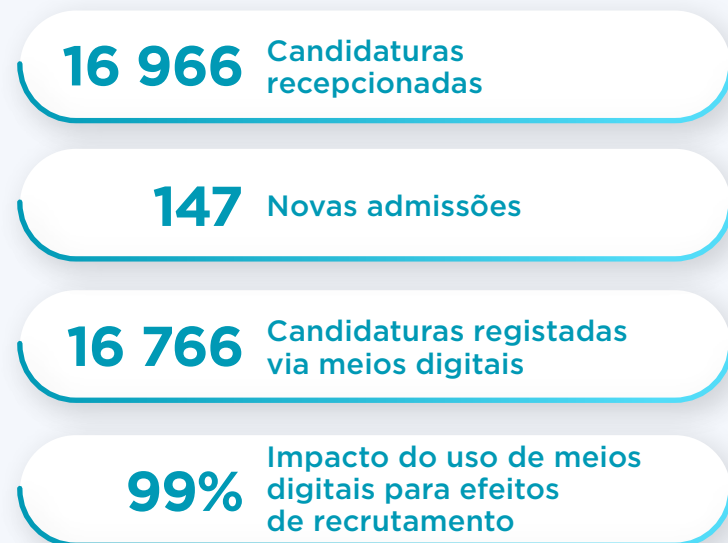 16 966 Candidaturas
recepcionadas
147 Novas admissões
16 766 Candidaturas registadas
via meios digitais
99% Impacto do uso de meios
digitais para efeitos
de recrutamento